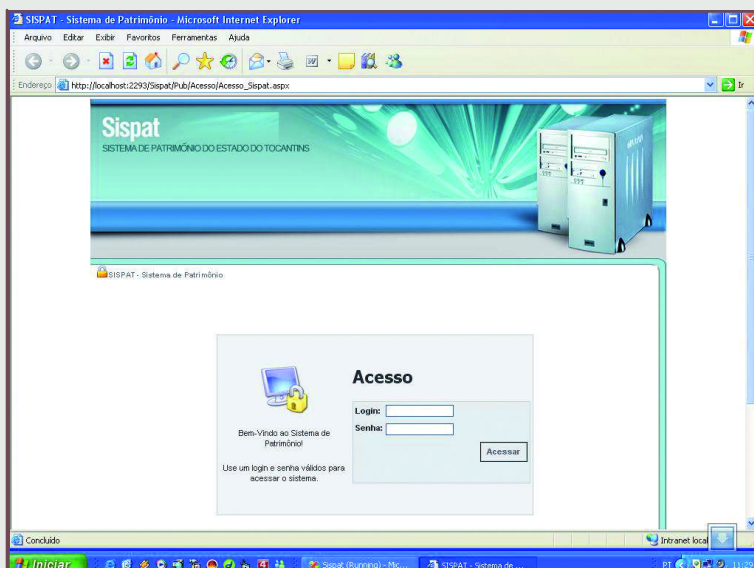 SISPAT - Sistema de Patrimônio - Microsoft Internet Explorer
Arquivo Editar Exibir Favoritos Ferramentas Ajuda
Endereço http://localhost:2293/Sispat/Pub/Acesso/Acesso_Sispat.aspx Ir
Sispat
SISTEMA DE PATRIMÔNIO DO ESTADO DO TOCANTINS
SISPAT - Sistema de Patrimônio
Acesso
Login:
Senha:
Acessar
Bem-Vindo ao Sistema de
Patrimônio!
Use um login e senha válidos para
acessar o sistema.
Concluído Intranet local
Iniciar Sispat (Running) - Mic... SISPAT - Sistema de ... PT